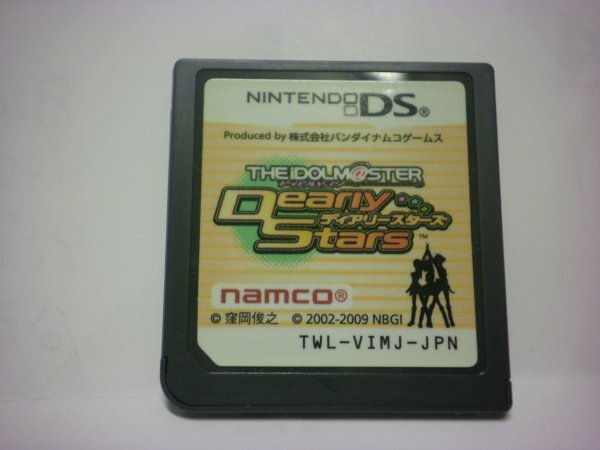 NINTENDO DS®
Produced by 株式会社バンダイナムコゲームス
THE iDOLM@STER
アイドルマスター
Dearly Stars
ディアリースターズ™
namco®
© 窪岡俊之 © 2002-2009 NBGI
TWL-VIMJ-JPN